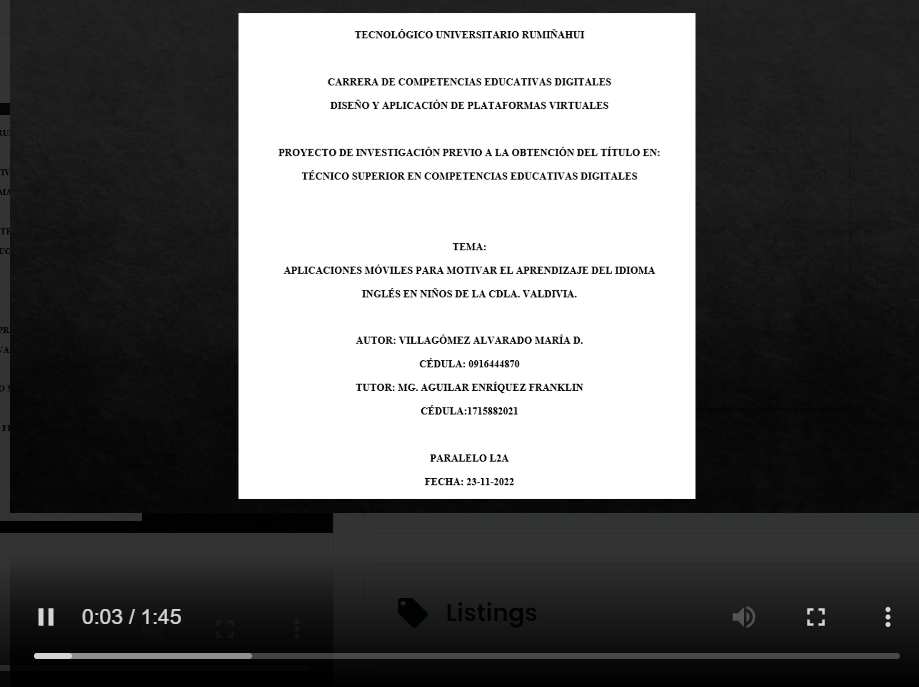 TECNOLÓGICO UNIVERSITARIO RUMIÑAHUI
CARRERA DE COMPETENCIAS EDUCATIVAS DIGITALES
DISEÑO Y APLICACIÓN DE PLATAFORMAS VIRTUALES
PROYECTO DE INVESTIGACIÓN PREVIO A LA OBTENCIÓN DEL TÍTULO EN:
TÉCNICO SUPERIOR EN COMPETENCIAS EDUCATIVAS DIGITALES
TEMA:
APLICACIONES MÓVILES PARA MOTIVAR EL APRENDIZAJE DEL IDIOMA
INGLÉS EN NIÑOS DE LA CDLA. VALDIVIA.
AUTOR: VILLAGÓMEZ ALVARADO MARÍA D.
CÉDULA: 0916444870
TUTOR: MG. AGUILAR ENRÍQUEZ FRANKLIN
CÉDULA:1715882021
PARALELO L2A
FECHA: 23-11-2022
Listings
0:03 / 1:45